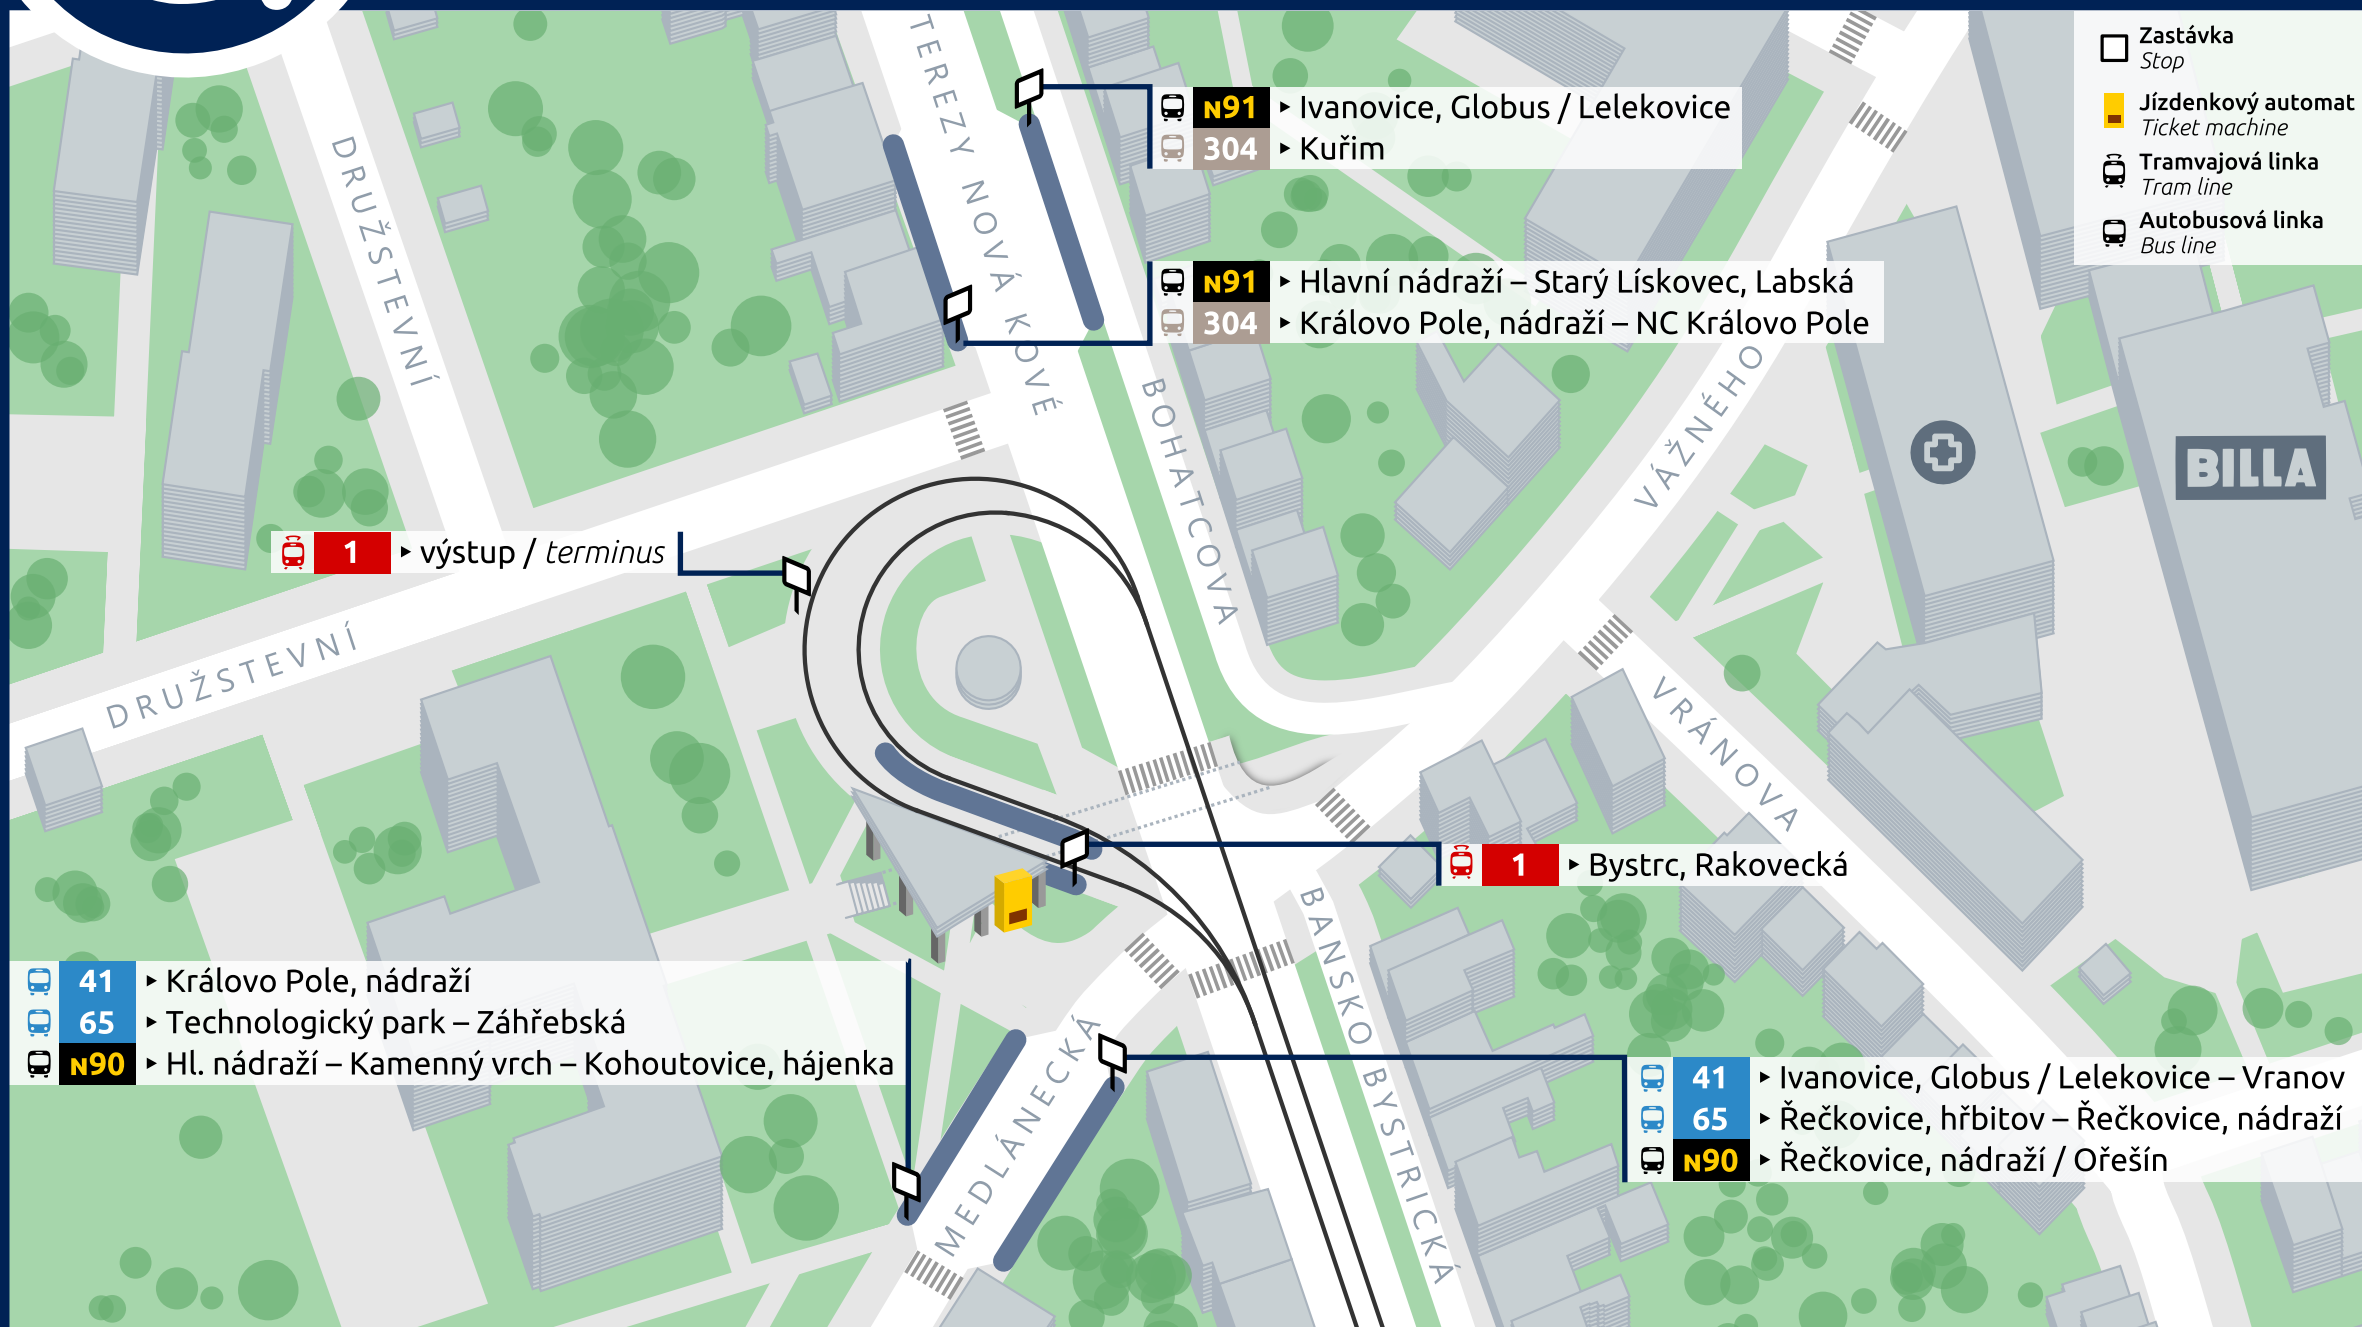 Zastávka
Stop
Jízdenkový automat
Ticket machine
Tramvajová linka
Tram line
Autobusová linka
Bus line
TEREZY NOVÁKOVÉ
N91 ▸ Ivanovice, Globus / Lelekovice
304 ▸ Kuřim
DRUŽSTEVNÍ
N91 ▸ Hlavní nádraží – Starý Lískovec, Labská
304 ▸ Královo Pole, nádraží – NC Královo Pole
BOHATCOVA
VÁŽNÉHO
BILLA
1 ▸ výstup / terminus
DRUŽSTEVNÍ
VRÁNOVA
1 ▸ Bystrc, Rakovecká
BANSKOBYSTRICKÁ
41 ▸ Královo Pole, nádraží
65 ▸ Technologický park – Záhřebská
N90 ▸ Hl. nádraží – Kamenný vrch – Kohoutovice, hájenka
MEDLÁNECKÁ
41 ▸ Ivanovice, Globus / Lelekovice – Vranov
65 ▸ Řečkovice, hřbitov – Řečkovice, nádraží
N90 ▸ Řečkovice, nádraží / Ořešín